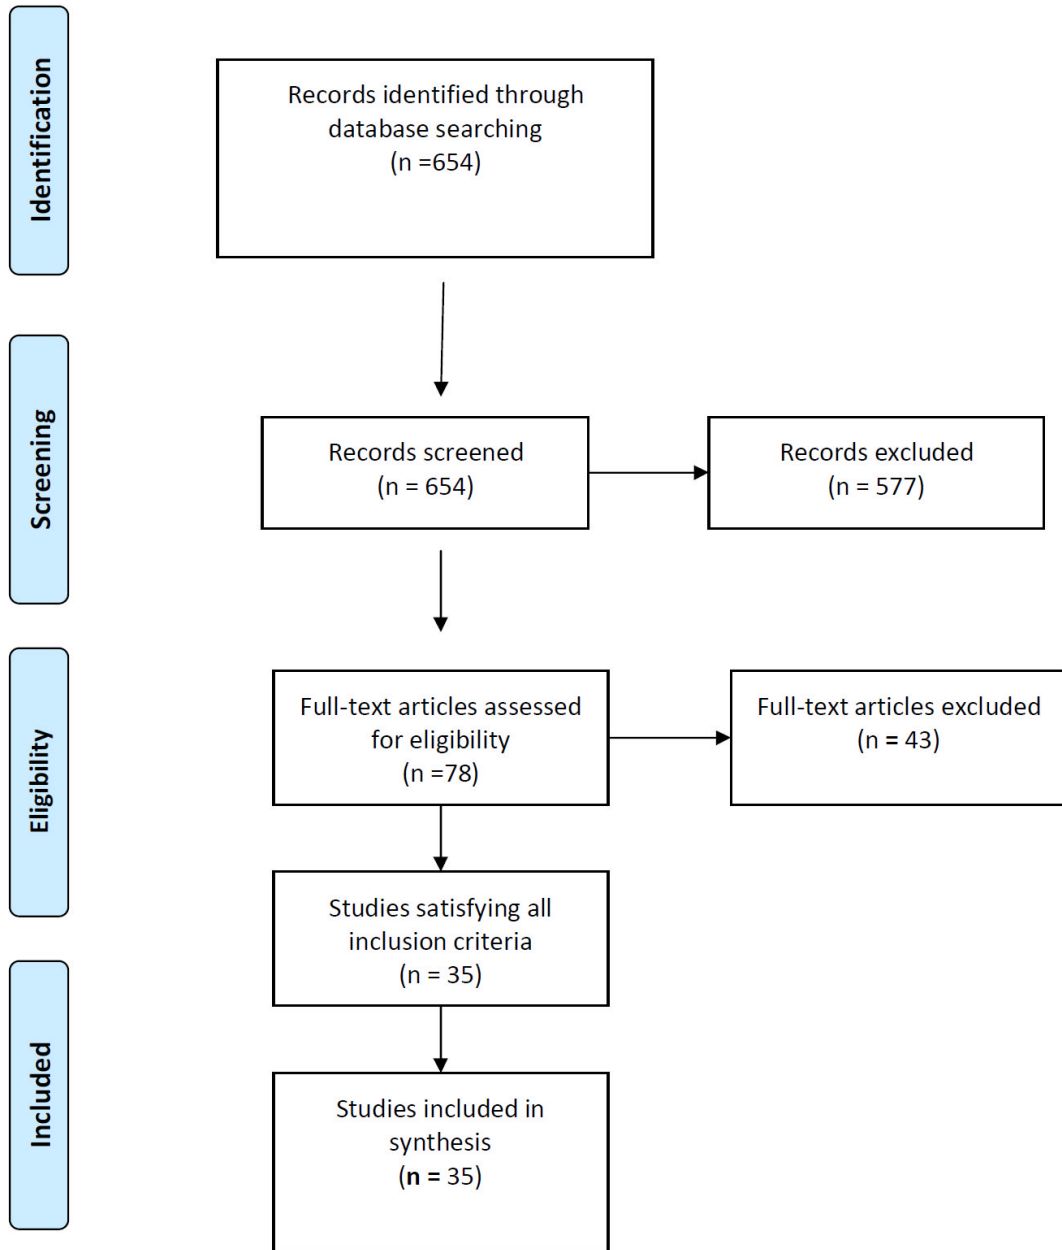 Identification
Records identified through
database searching
(n =654)
Screening
Records screened
(n = 654)
Records excluded
(n = 577)
Eligibility
Full-text articles assessed
for eligibility
(n =78)
Full-text articles excluded
(n = 43)
Studies satisfying all
inclusion criteria
(n = 35)
Included
Studies included in
synthesis
(n = 35)